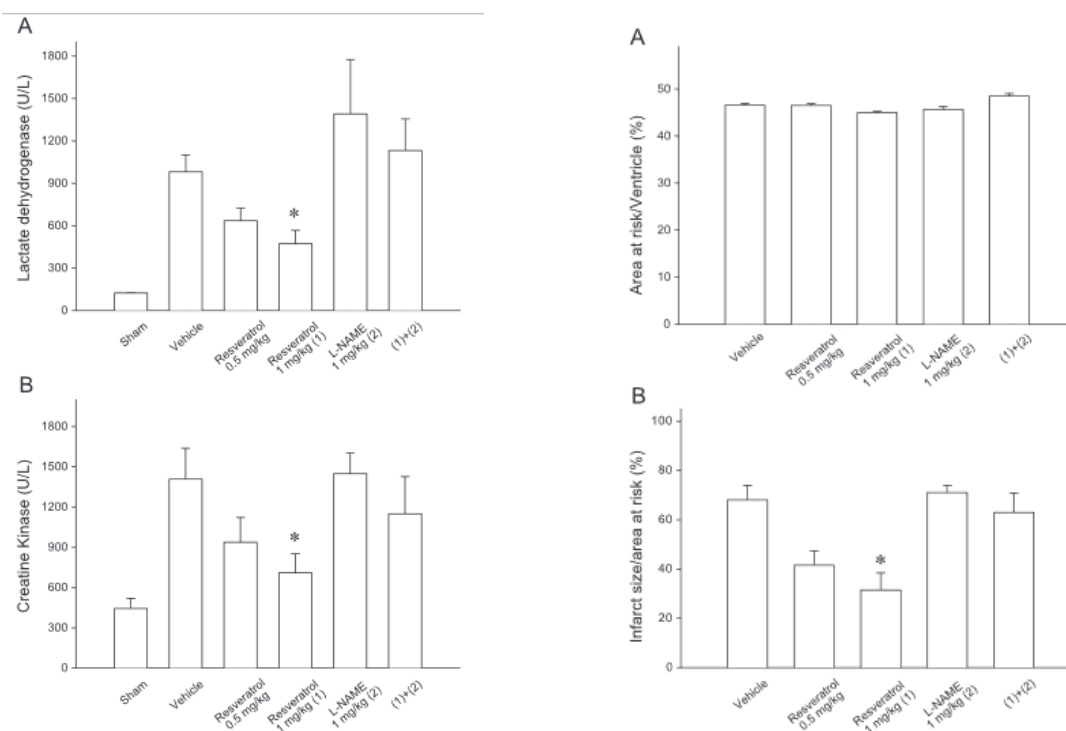 A
Lactate dehydrogenase (U/L)
1800
1500
1200
900
600
300
0
*
Sham
Vehicle
Resveratrol
0.5 mg/kg
Resveratrol
1 mg/kg (1)
L-NAME
1 mg/kg (2)
(1)+(2)
B
Creatine Kinase (U/L)
1800
1500
1200
900
600
300
0
*
Sham
Vehicle
Resveratrol
0.5 mg/kg
Resveratrol
1 mg/kg (1)
L-NAME
1 mg/kg (2)
(1)+(2)
A
Area at risk/Ventricle (%)
50
40
30
20
10
0
Vehicle
Resveratrol
0.5 mg/kg
Resveratrol
1 mg/kg (1)
L-NAME
1 mg/kg (2)
(1)+(2)
B
Infarct size/area at risk (%)
100
80
60
40
20
0
*
Vehicle
Resveratrol
0.5 mg/kg
Resveratrol
1 mg/kg (1)
L-NAME
1 mg/kg (2)
(1)+(2)